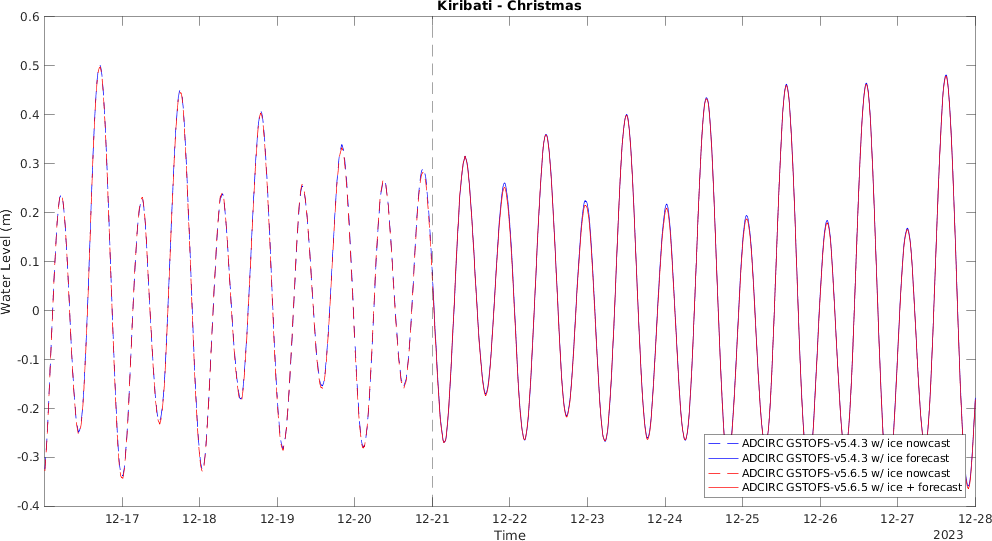 Kiribati - Christmas
0.6
0.5
0.4
0.3
0.2
0.1
0
-0.1
-0.2
-0.3
-0.4
Water Level (m)
ADCIRC GSTOFS-v5.4.3 w/ ice nowcast
ADCIRC GSTOFS-v5.4.3 w/ ice forecast
ADCIRC GSTOFS-v5.6.5 w/ ice nowcast
ADCIRC GSTOFS-v5.6.5 w/ ice + forecast
12-17 12-18 12-19 12-20 12-21 12-22 12-23 12-24 12-25 12-26 12-27 12-28
Time
2023